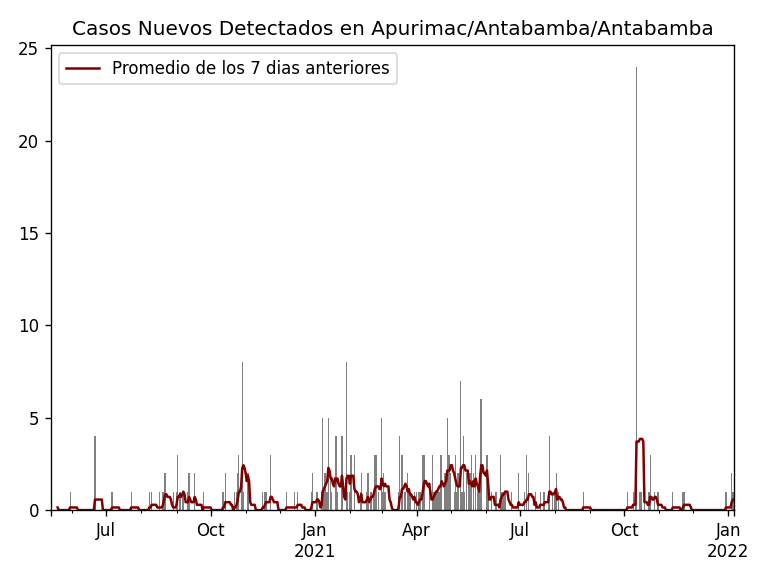 Casos Nuevos Detectados en Apurimac/Antabamba/Antabamba
Promedio de los 7 dias anteriores
25
20
15
10
5
0
Jul Oct Jan Apr Jul Oct Jan
2021 2022